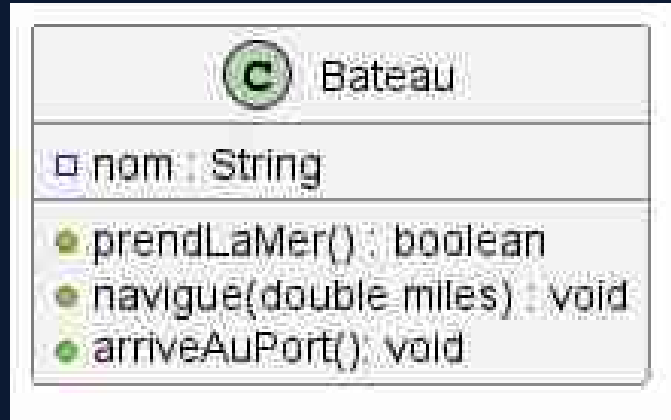 C Bateau
nom : String
prendLaMer() : boolean
navigue(double miles) : void
arriveAuPort(): void